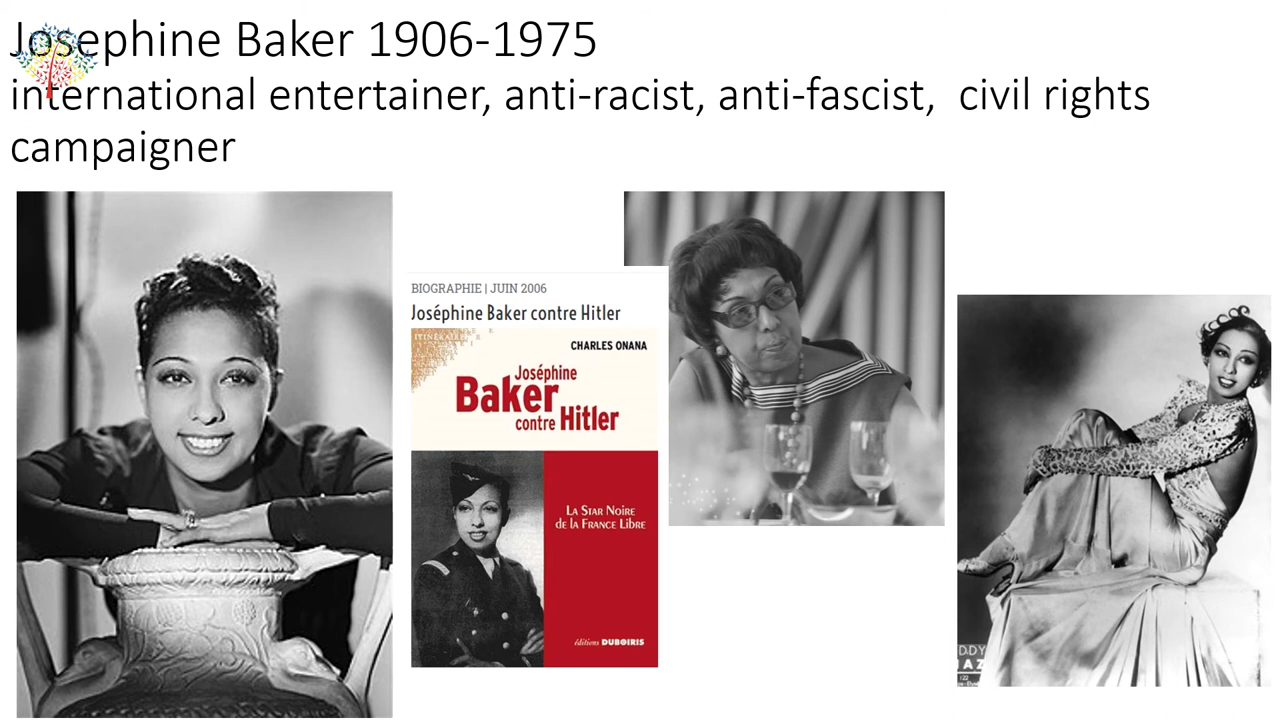 Josephine Baker 1906-1975
international entertainer, anti-racist, anti-fascist,  civil rights
campaigner
BIOGRAPHIE | JUIN 2006
Joséphine Baker contre Hitler
ITINÉRAIRES
CHARLES ONANA
Joséphine
Baker
contre Hitler
LA STAR NOIRE
DE LA FRANCE LIBRE
éditions DUBOIRIS